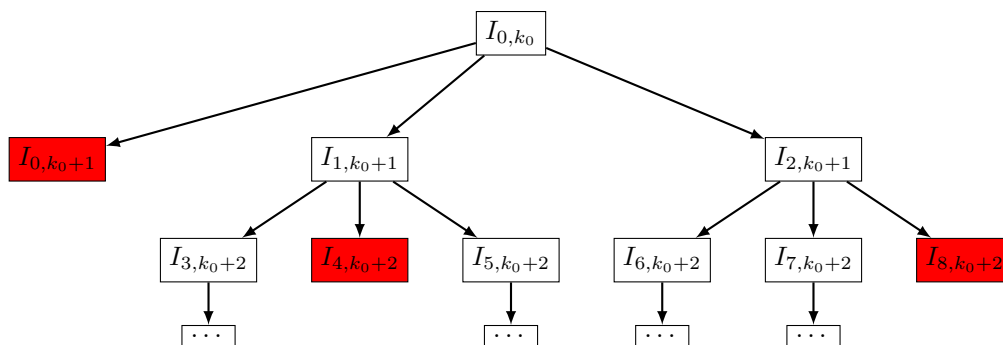 I_{0,k_0}
I_{0,k_0+1} I_{1,k_0+1} I_{2,k_0+1}
I_{3,k_0+2} I_{4,k_0+2} I_{5,k_0+2} I_{6,k_0+2} I_{7,k_0+2} I_{8,k_0+2}
⋯ ⋯ ⋯ ⋯